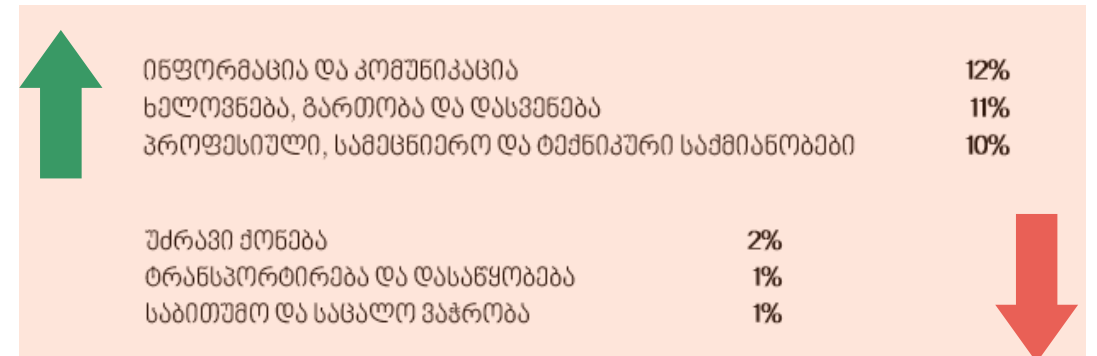 ინფორმაცია და კომუნიკაცია 12%
ხელოვნება, გართობა და დასვენება 11%
პროფესიული, სამეცნიერო და ტექნიკური საქმიანობები 10%
უძრავი ქონება 2%
ტრანსპორტირება და დასაწყობება 1%
საბითუმო და საცალო ვაჭრობა 1%